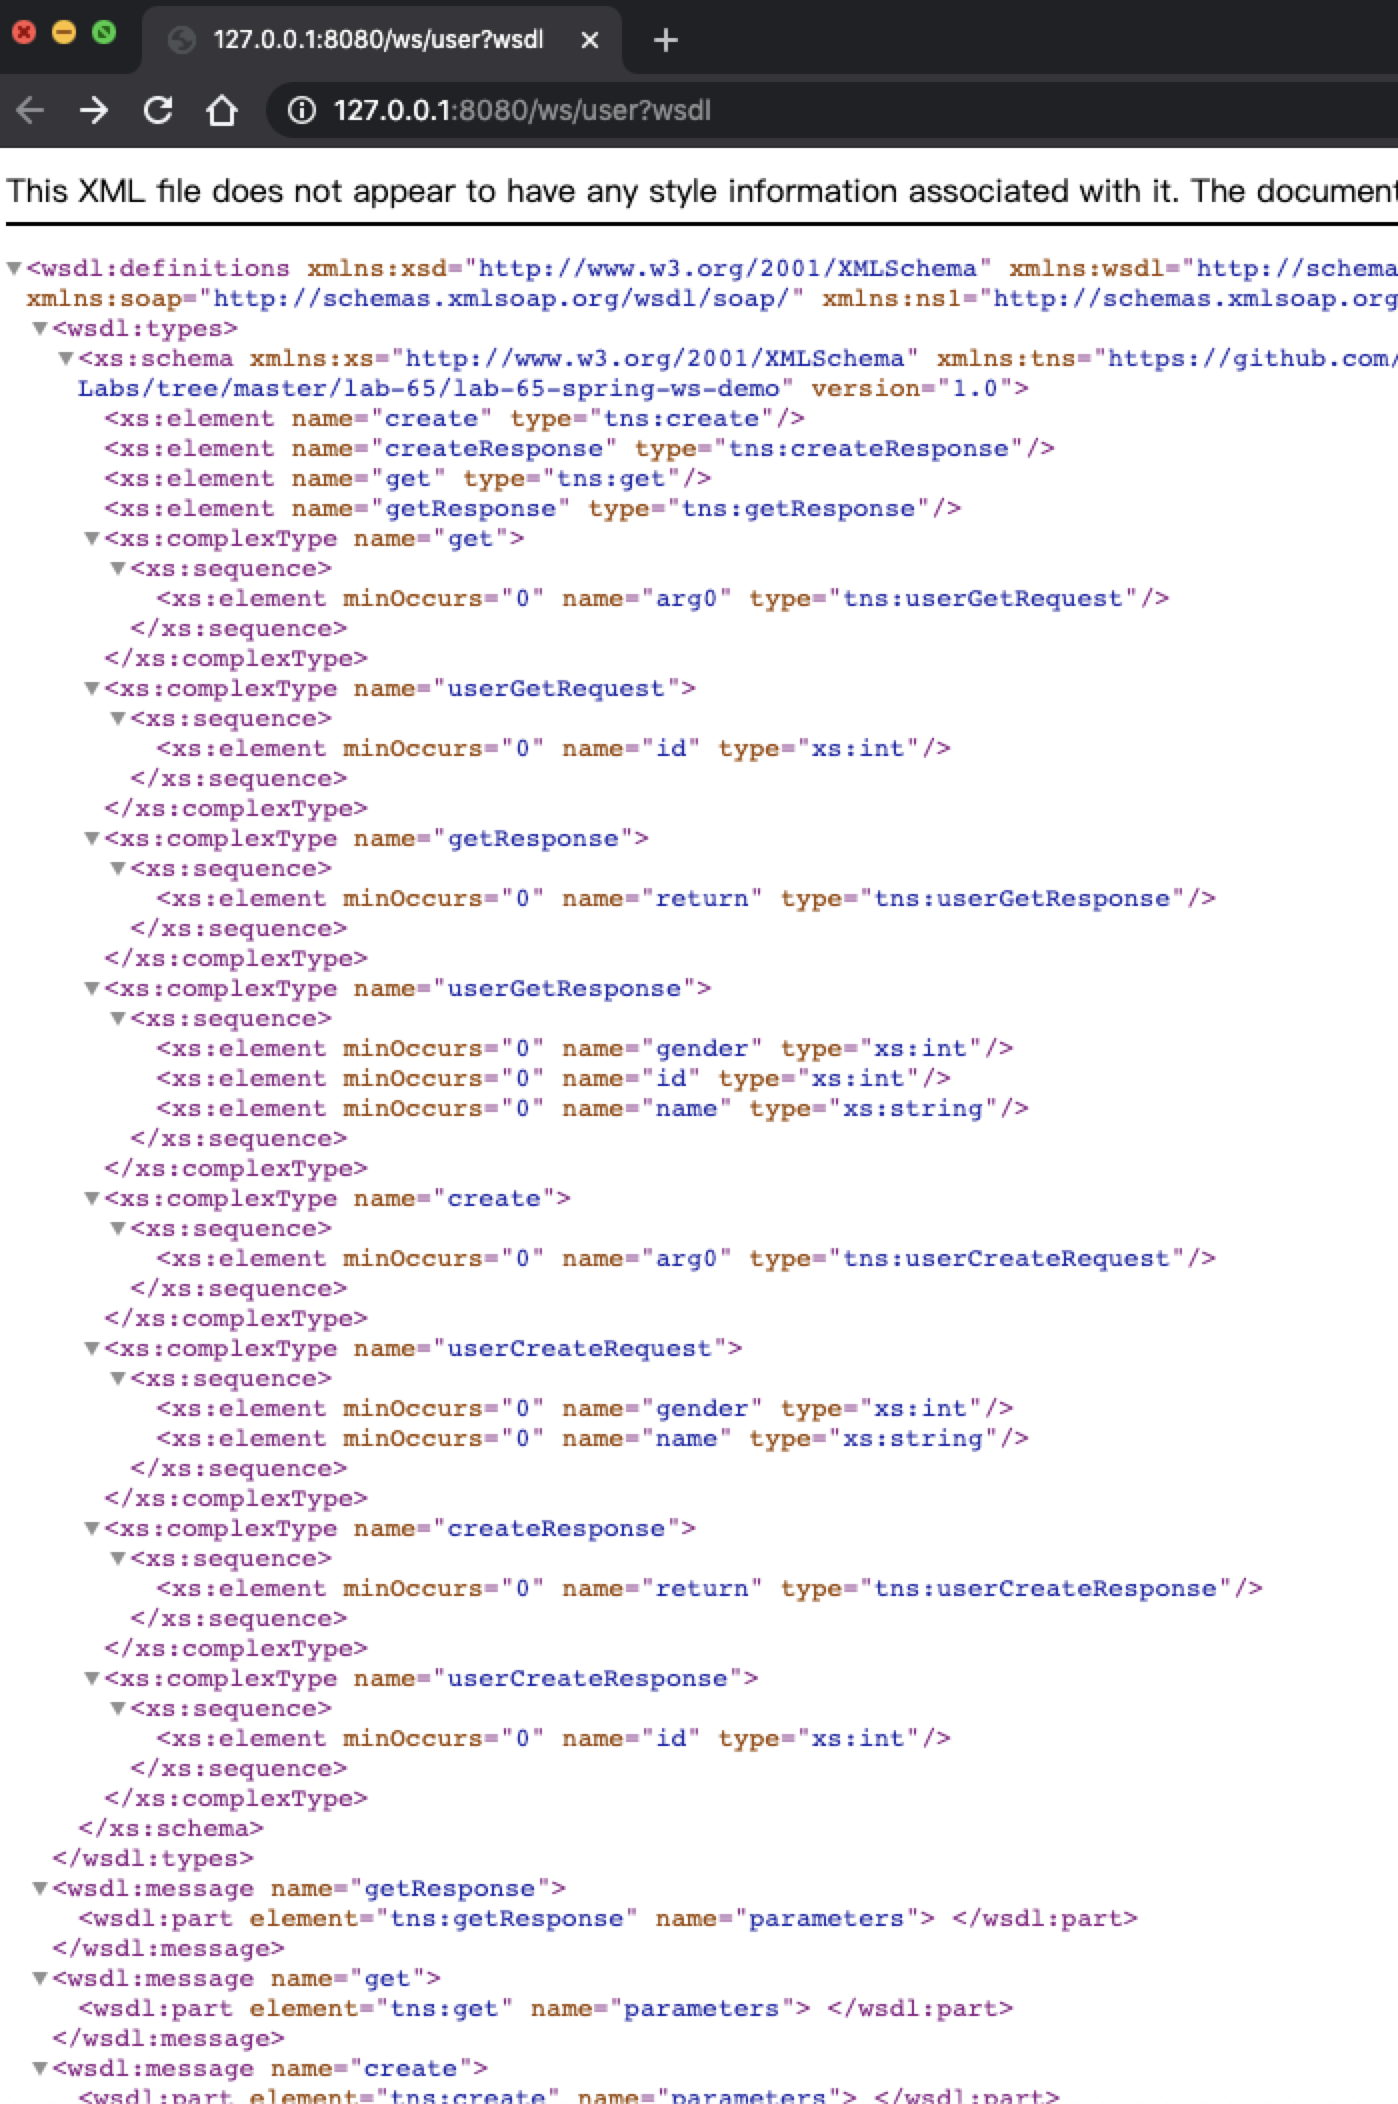 127.0.0.1:8080/ws/user?wsdl
127.0.0.1:8080/ws/user?wsdl
This XML file does not appear to have any style information associated with it. The document
<wsdl:definitions xmlns:xsd="http://www.w3.org/2001/XMLSchema" xmlns:wsdl="http://schema
xmlns:soap="http://schemas.xmlsoap.org/wsdl/soap/" xmlns:ns1="http://schemas.xmlsoap.org
<wsdl:types>
<xs:schema xmlns:xs="http://www.w3.org/2001/XMLSchema" xmlns:tns="https://github.com/
Labs/tree/master/lab-65/lab-65-spring-ws-demo" version="1.0">
<xs:element name="create" type="tns:create"/>
<xs:element name="createResponse" type="tns:createResponse"/>
<xs:element name="get" type="tns:get"/>
<xs:element name="getResponse" type="tns:getResponse"/>
<xs:complexType name="get">
<xs:sequence>
<xs:element minOccurs="0" name="arg0" type="tns:userGetRequest"/>
</xs:sequence>
</xs:complexType>
<xs:complexType name="userGetRequest">
<xs:sequence>
<xs:element minOccurs="0" name="id" type="xs:int"/>
</xs:sequence>
</xs:complexType>
<xs:complexType name="getResponse">
<xs:sequence>
<xs:element minOccurs="0" name="return" type="tns:userGetResponse"/>
</xs:sequence>
</xs:complexType>
<xs:complexType name="userGetResponse">
<xs:sequence>
<xs:element minOccurs="0" name="gender" type="xs:int"/>
<xs:element minOccurs="0" name="id" type="xs:int"/>
<xs:element minOccurs="0" name="name" type="xs:string"/>
</xs:sequence>
</xs:complexType>
<xs:complexType name="create">
<xs:sequence>
<xs:element minOccurs="0" name="arg0" type="tns:userCreateRequest"/>
</xs:sequence>
</xs:complexType>
<xs:complexType name="userCreateRequest">
<xs:sequence>
<xs:element minOccurs="0" name="gender" type="xs:int"/>
<xs:element minOccurs="0" name="name" type="xs:string"/>
</xs:sequence>
</xs:complexType>
<xs:complexType name="createResponse">
<xs:sequence>
<xs:element minOccurs="0" name="return" type="tns:userCreateResponse"/>
</xs:sequence>
</xs:complexType>
<xs:complexType name="userCreateResponse">
<xs:sequence>
<xs:element minOccurs="0" name="id" type="xs:int"/>
</xs:sequence>
</xs:complexType>
</xs:schema>
</wsdl:types>
<wsdl:message name="getResponse">
<wsdl:part element="tns:getResponse" name="parameters"> </wsdl:part>
</wsdl:message>
<wsdl:message name="get">
<wsdl:part element="tns:get" name="parameters"> </wsdl:part>
</wsdl:message>
<wsdl:message name="create">
<wsdl:part element="tns:create" name="parameters"> </wsdl:part>